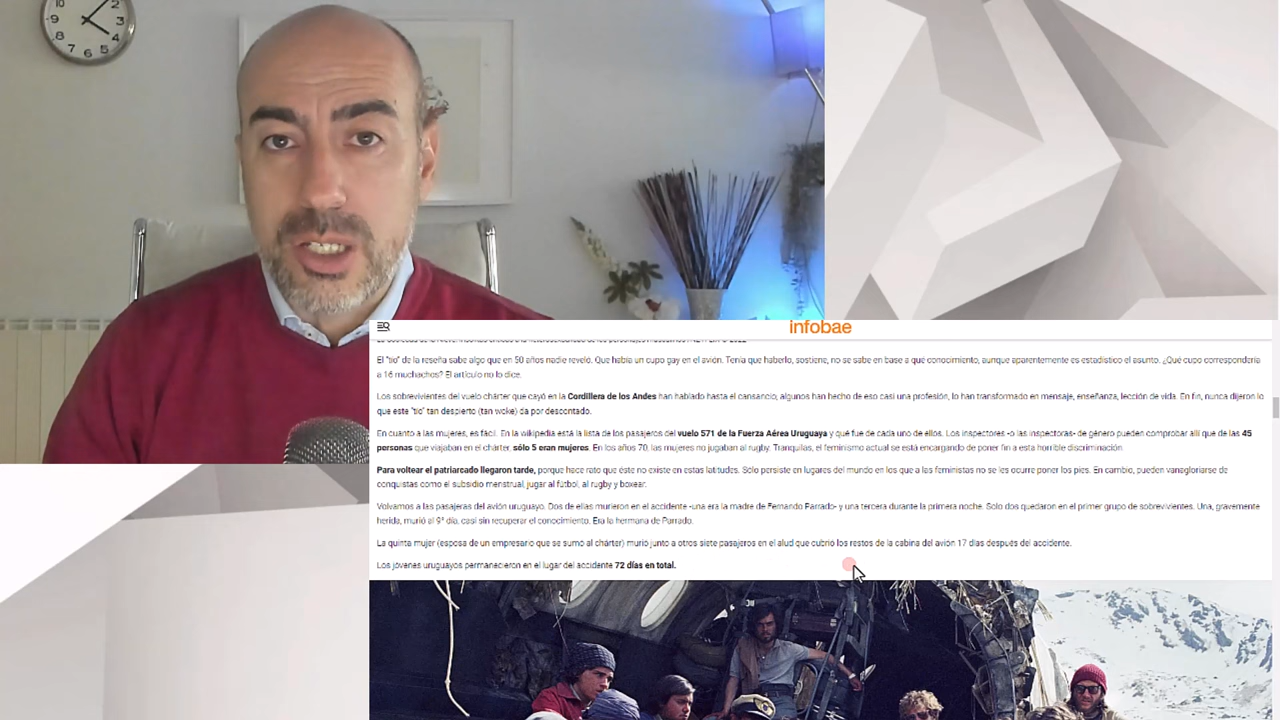 10 2
9 3
8 4
7 6 5
infobae
El "tío" de la reseña sabe algo que en 50 años nadie reveló. Que había un cupo gay en el avión. Tenía que haberlo, sostiene, no se sabe en base a qué conocimiento, aunque aparentemente es estadístico el asunto. ¿Qué cupo correspondería
a 16 muchachos? El artículo no lo dice.
Los sobrevivientes del vuelo chárter que cayó en la Cordillera de los Andes han hablado hasta el cansancio; algunos han hecho de eso casi una profesión, lo han transformado en mensaje, enseñanza, lección de vida. En fin, nunca dijeron lo
que este "tío" tan despierto (tan woke) da por descontado.
En cuanto a las mujeres, es fácil. En la wikipedia está la lista de los pasajeros del vuelo 571 de la Fuerza Aérea Uruguaya y qué fue de cada uno de ellos. Los inspectores -o las inspectoras- de género pueden comprobar allí que de las 45
personas que viajaban en el chárter, sólo 5 eran mujeres. En los años 70, las mujeres no jugaban al rugby. Tranquilas, el feminismo actual se está encargando de poner fin a esta horrible discriminación
Para voltear el patriarcado llegaron tarde, porque hace rato que éste no existe en estas latitudes. Sólo persiste en lugares del mundo en los que a las feministas no se les ocurre poner los pies. En cambio, pueden vanagloriarse de
conquistas como el subsidio menstrual, jugar al fútbol, al rugby y boxear.
Volvamos a las pasajeras del avión uruguayo. Dos de ellas murieron en el accidente -una era la madre de Fernando Parrado- y una tercera durante la primera noche. Solo dos quedaron en el primer grupo de sobrevivientes. Una, gravemente
herida, murió al 9° día, casi sin recuperar el conocimiento. Era la hermana de Parrado.
La quinta mujer (esposa de un empresario que se sumó al chárter) murió junto a otros siete pasajeros en el alud que cubrió los restos de la cabina del avión 17 días después del accidente.
Los jóvenes uruguayos permanecieron en el lugar del accidente 72 días en total.